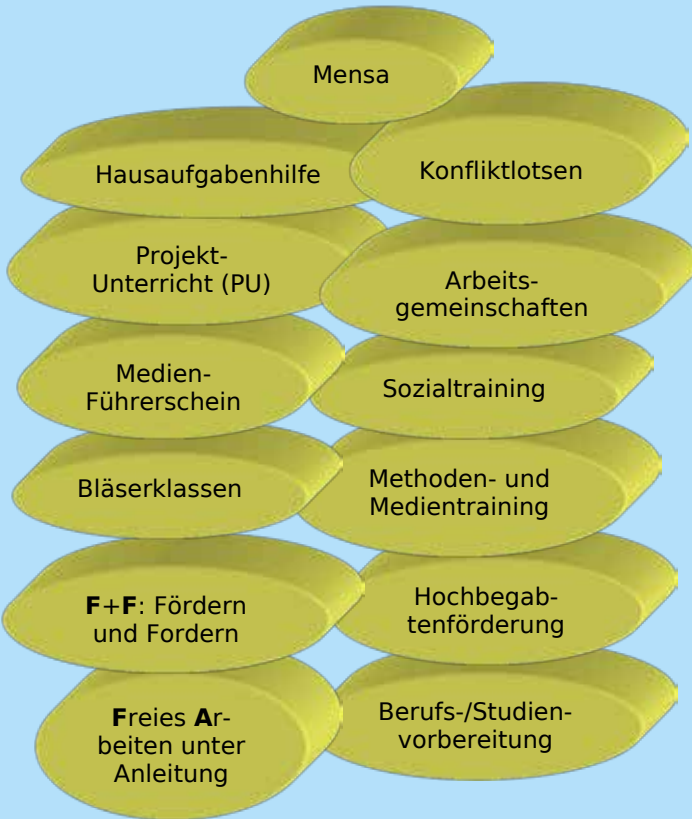 Mensa
Hausaufgabenhilfe
Konfliktlotsen
Projekt-
Unterricht (PU)
Arbeits-
gemeinschaften
Medien-
Führerschein
Sozialtraining
Bläserklassen
Methoden- und
Medientraining
F+F: Fördern
und Fordern
Hochbegab-
tenförderung
Freies Ar-
beiten unter
Anleitung
Berufs-/Studien-
vorbereitung